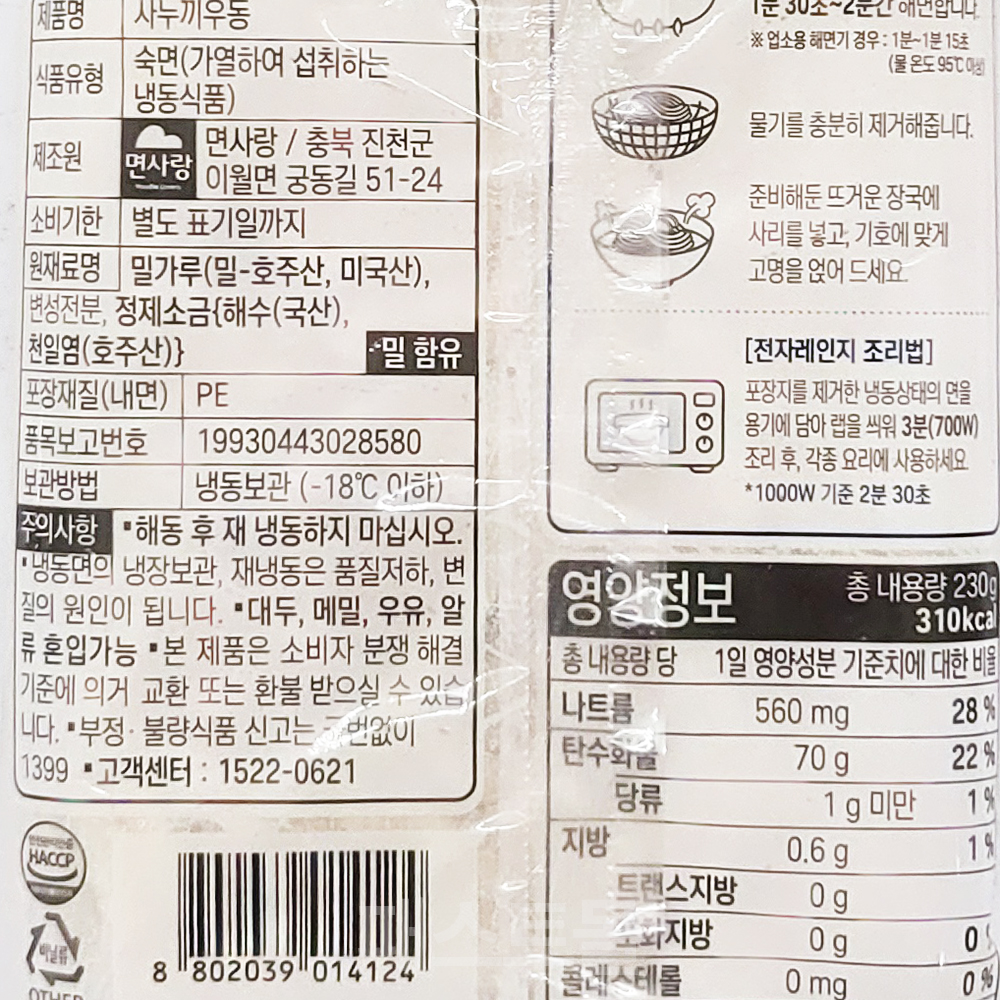 제품명 사누끼우동
식품유형 숙면(가열하여 섭취하는
냉동식품)
제조원 면사랑 면사랑 / 충북 진천군
이월면 궁동길 51-24
소비기한 별도 표기일까지
원재료명 밀가루(밀-호주산, 미국산),
변성전분, 정제소금{해수(국산),
천일염(호주산)} 밀 함유
포장재질(내면) PE
품목보고번호 19930443028580
보관방법 냉동보관 (-18℃ 이하)
주의사항 ▪해동 후 재 냉동하지 마십시오.
▪냉동면의 냉장보관, 재냉동은 품질저하, 변
질의 원인이 됩니다. ▪대두, 메밀, 우유, 알
류 혼입가능 ▪본 제품은 소비자 분쟁 해결
기준에 의거 교환 또는 환불 받으실 수 있습
니다. ▪부정·불량식품 신고는 국번없이
1399 ▪고객센터 : 1522-0621
HACCP
비닐류
OTHER
8 802039 014124
1분 30초~2분간 해면합니다.
※ 업소용 해면기 경우 : 1분~1분 15초
(물 온도 95℃ 이상)
물기를 충분히 제거해줍니다.
준비해둔 뜨거운 장국에
사리를 넣고, 기호에 맞게
고명을 얹어 드세요.
[전자레인지 조리법]
포장지를 제거한 냉동상태의 면을
용기에 담아 랩을 씌워 3분(700W)
조리 후, 각종 요리에 사용하세요.
*1000W 기준 2분 30초
영양정보 총 내용량 230g
310kcal
총 내용량 당 1일 영양성분 기준치에 대한 비율
나트륨 560 mg 28 %
탄수화물 70 g 22 %
당류 1 g 미만 1 %
지방 0.6 g 1 %
트랜스지방 0 g
포화지방 0 g 0 %
콜레스테롤 0 mg 0 %